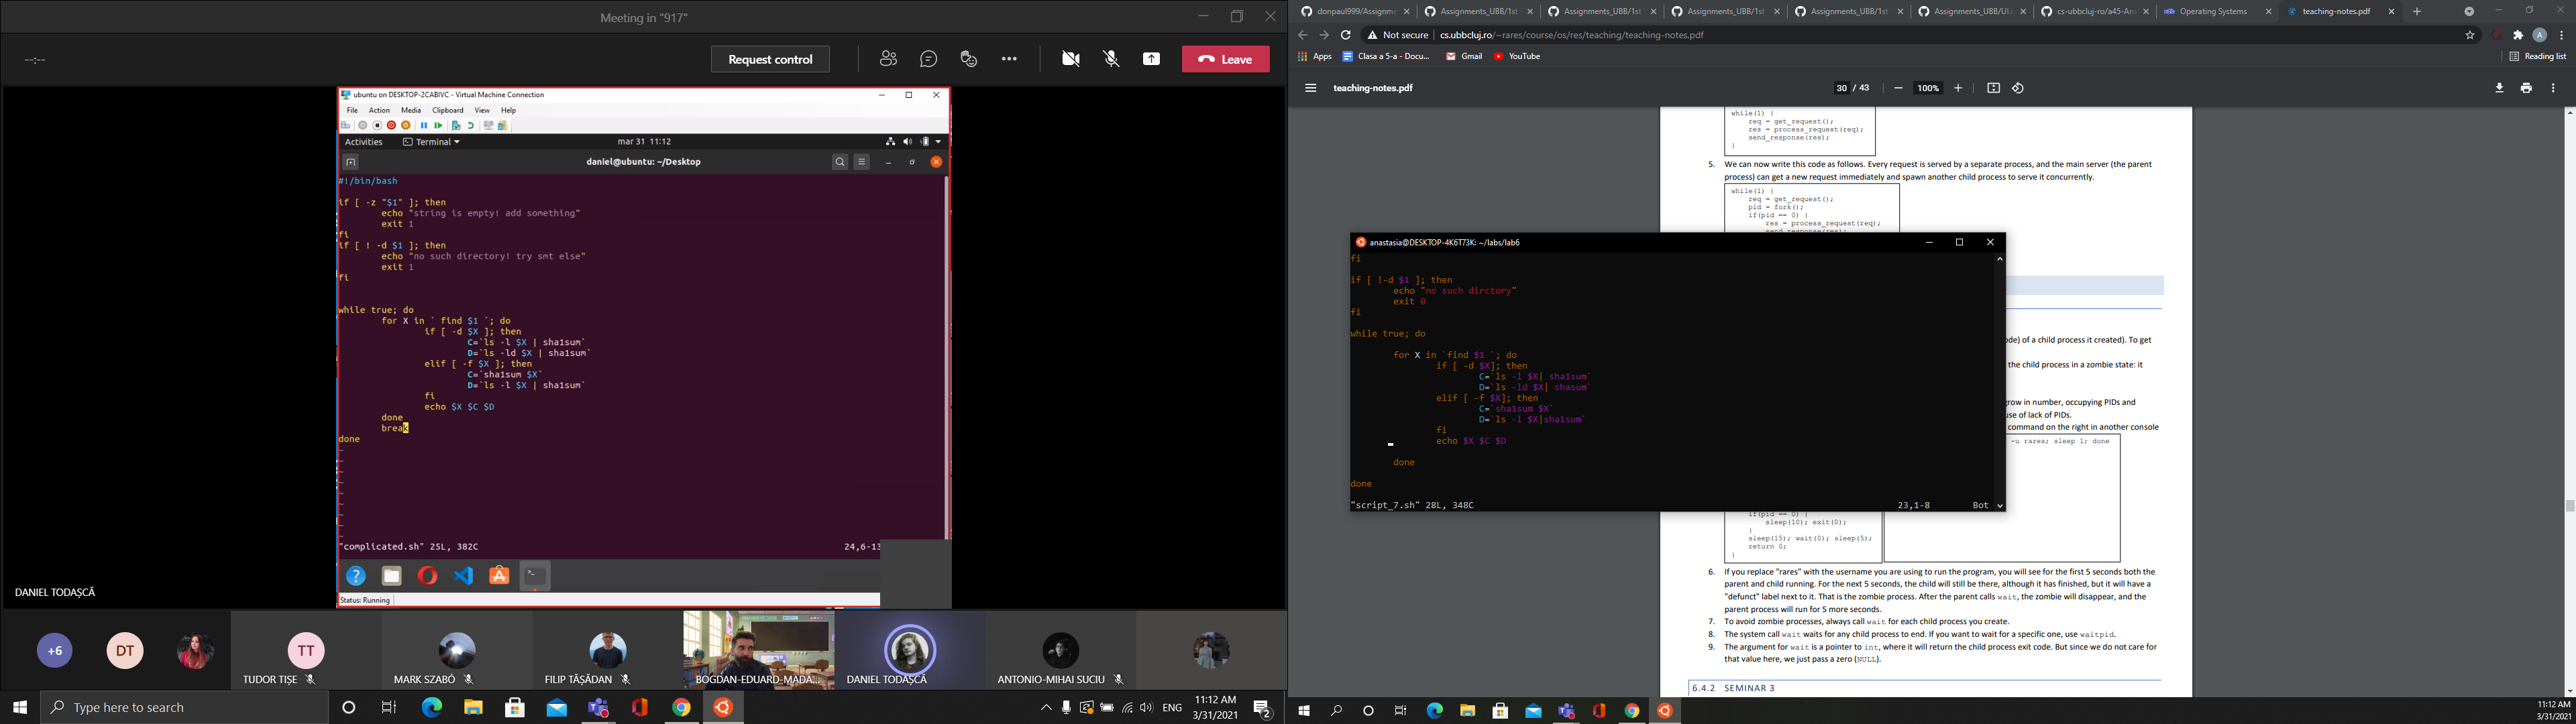 Meeting in "917"
--:--
Request control
Leave
ubuntu on DESKTOP-2CABIVC - Virtual Machine Connection
File Action Media Clipboard View Help
Activities Terminal mar 31 11:12
daniel@ubuntu: ~/Desktop
#!/bin/bash
if [ -z "$1" ]; then
echo "string is empty! add something"
exit 1
fi
if [ ! -d $1 ]; then
echo "no such directory! try smt else"
exit 1
fi
while true; do
for X in ` find $1 `; do
if [ -d $X ]; then
C=`ls -l $X | sha1sum`
D=`ls -ld $X | sha1sum`
elif [ -f $X ]; then
C=`sha1sum $X`
D=`ls -l $X | sha1sum`
fi
echo $X $C $D
done
break
done
~
~
~
~
~
~
~
~
"complicated.sh" 25L, 382C 24,6-13
Status: Running
DANIEL TODAȘCĂ
+6
DT
TT
TUDOR TIȘE
MARK SZABÓ
FILIP TĂȘĂDAN
BOGDAN-EDUARD-MĂDĂ...
DANIEL TODAȘCĂ
ANTONIO-MIHAI SUCIU
Type here to search
ENG
11:12 AM
3/31/2021
2
donpaul999/Assignme
Assignments_UBB/1st
Assignments_UBB/1st
Assignments_UBB/1st
Assignments_UBB/1st
Assignments_UBB/UI.
cs-ubbcluj-ro/a45-An
Operating Systems
teaching-notes.pdf
Not secure | cs.ubbcluj.ro/~rares/course/os/res/teaching/teaching-notes.pdf
A
Apps
Clasa a 5-a - Docu...
Gmail
YouTube
Reading list
teaching-notes.pdf
30 / 43
100%
while(1) {
req = get_request();
res = process_request(req);
send_response(res);
}
5. We can now write this code as follows. Every request is served by a separate process, and the main server (the parent
process) can get a new request immediately and spawn another child process to serve it concurrently.
while(1) {
req = get_request();
pid = fork();
if(pid == 0) {
res = process_request(req);
send_response(res);
anastasia@DESKTOP-4K6T73K: ~/labs/lab6
fi
if [ !-d $1 ]; then
echo "no such dirctory"
exit 0
fi
while true; do
for X in `find $1 `; do
if [ -d $X]; then
C=`ls -l $X| sha1sum`
D=`ls -ld $X| shasum`
elif [ -f $X]; then
C=`sha1sum $X`
D=`ls -l $X|sha1sum`
fi
echo $X $C $D
done
done
"script_7.sh" 28L, 348C 23,1-8 Bot
ode) of a child process it created). To get
the child process in a zombie state: it
grow in number, occupying PIDs and
use of lack of PIDs.
command on the right in another console
-u rares; sleep 1; done
if(pid == 0) {
sleep(10); exit(0);
}
sleep(15); wait(0); sleep(5);
return 0;
}
6. If you replace "rares" with the username you are using to run the program, you will see for the first 5 seconds both the
parent and child running. For the next 5 seconds, the child will still be there, although it has finished, but it will have a
"defunct" label next to it. That is the zombie process. After the parent calls wait, the zombie will disappear, and the
parent process will run for 5 more seconds.
7. To avoid zombie processes, always call wait for each child process you create.
8. The system call wait waits for any child process to end. If you want to wait for a specific one, use waitpid.
9. The argument for wait is a pointer to int, where it will return the child process exit code. But since we do not care for
that value here, we just pass a zero (NULL).
6.4.2 SEMINAR 3
11:12 AM
3/31/2021